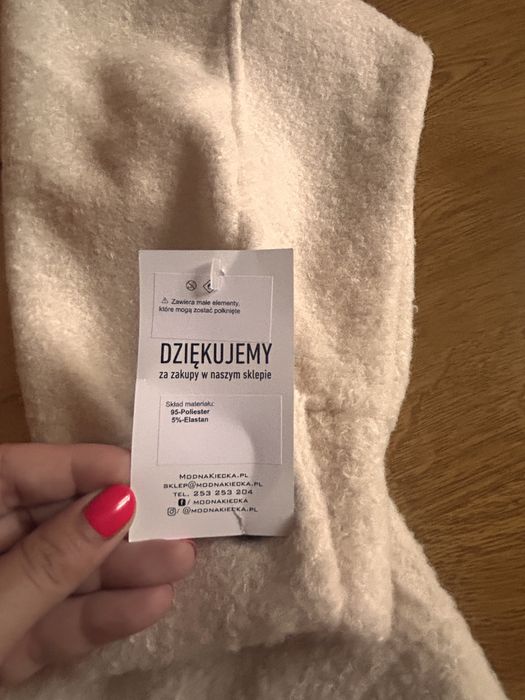 ⚠ Zawiera małe elementy,
które mogą zostać połknięte
DZIĘKUJEMY
za zakupy w naszym sklepie
Skład materiału:
95-Poliester
5%-Elastan
ModnaKiecka.pl
sklep@modnakiecka.pl
tel. 253 253 204
/ modnakiecka
/ @modnakiecka.pl